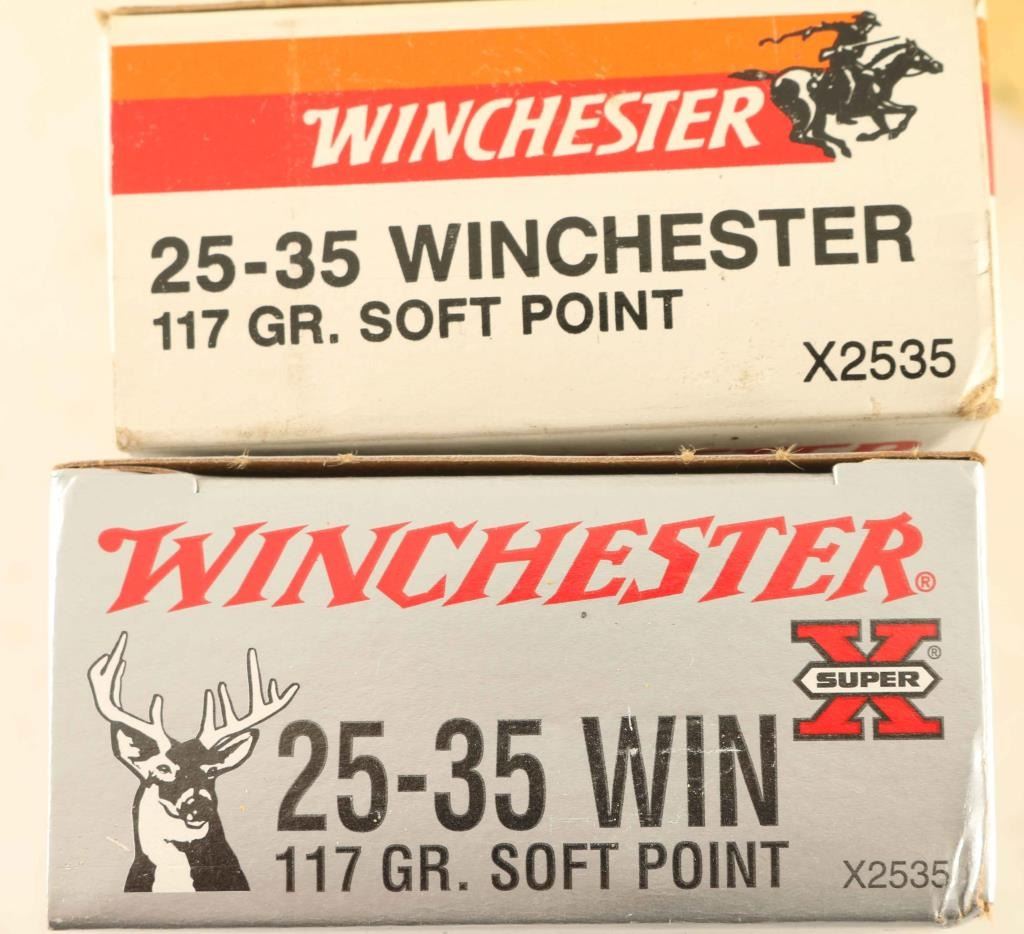 WINCHESTER
25-35 WINCHESTER
117 GR. SOFT POINT
X2535
WINCHESTER®
X®
SUPER
25-35 WIN
117 GR. SOFT POINT
X2535